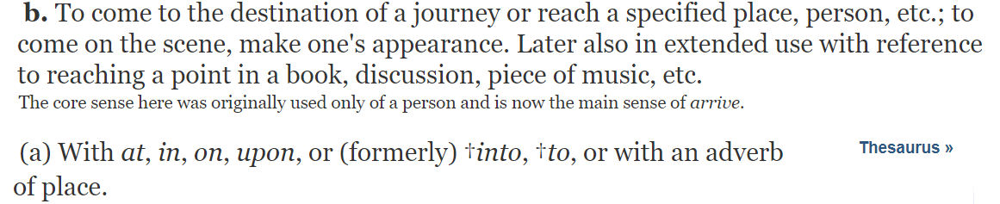 b. To come to the destination of a journey or reach a specified place, person, etc.; to
come on the scene, make one's appearance. Later also in extended use with reference
to reaching a point in a book, discussion, piece of music, etc.
The core sense here was originally used only of a person and is now the main sense of arrive.
(a) With at, in, on, upon, or (formerly) †into, †to, or with an adverb
of place.
Thesaurus »